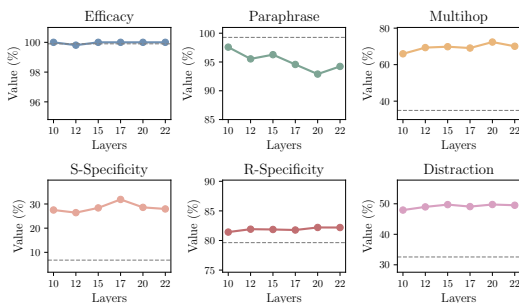 Efficacy
Value (%)
100
98
96
10 12 15 17 20 22
Layers
Paraphrase
Value (%)
100
95
90
85
10 12 15 17 20 22
Layers
Multihop
Value (%)
80
60
40
10 12 15 17 20 22
Layers
S-Specificity
Value (%)
30
20
10
10 12 15 17 20 22
Layers
R-Specificity
Value (%)
90
85
80
75
10 12 15 17 20 22
Layers
Distraction
Value (%)
50
40
30
10 12 15 17 20 22
Layers